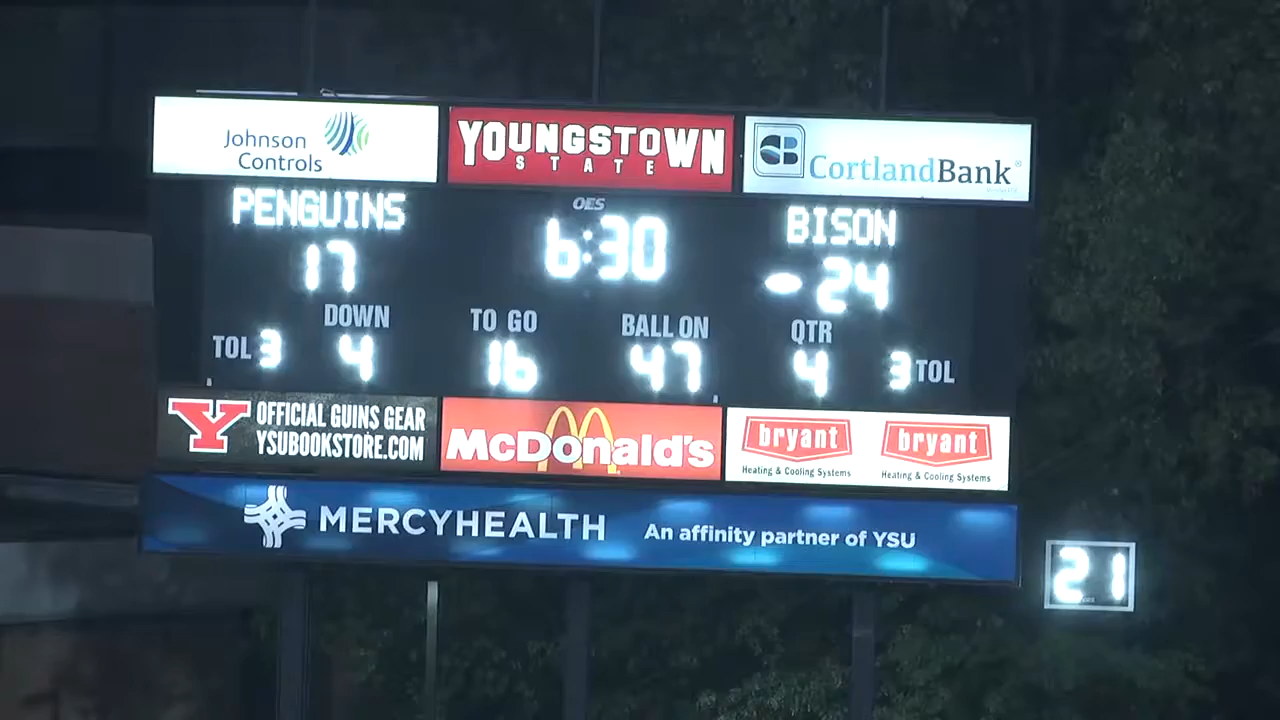 Johnson
Controls
YOUNGSTOWN
STATE
CortlandBank
PENGUINS
OES
BISON
17
6:30
24
DOWN
TO GO
BALL ON
QTR
TOL 3
4
16
47
4
3 TOL
Y
OFFICIAL GUINS GEAR
YSUBOOKSTORE.COM
McDonald's
bryant
Heating & Cooling Systems
bryant
Heating & Cooling Systems
MERCYHEALTH
An affinity partner of YSU
21